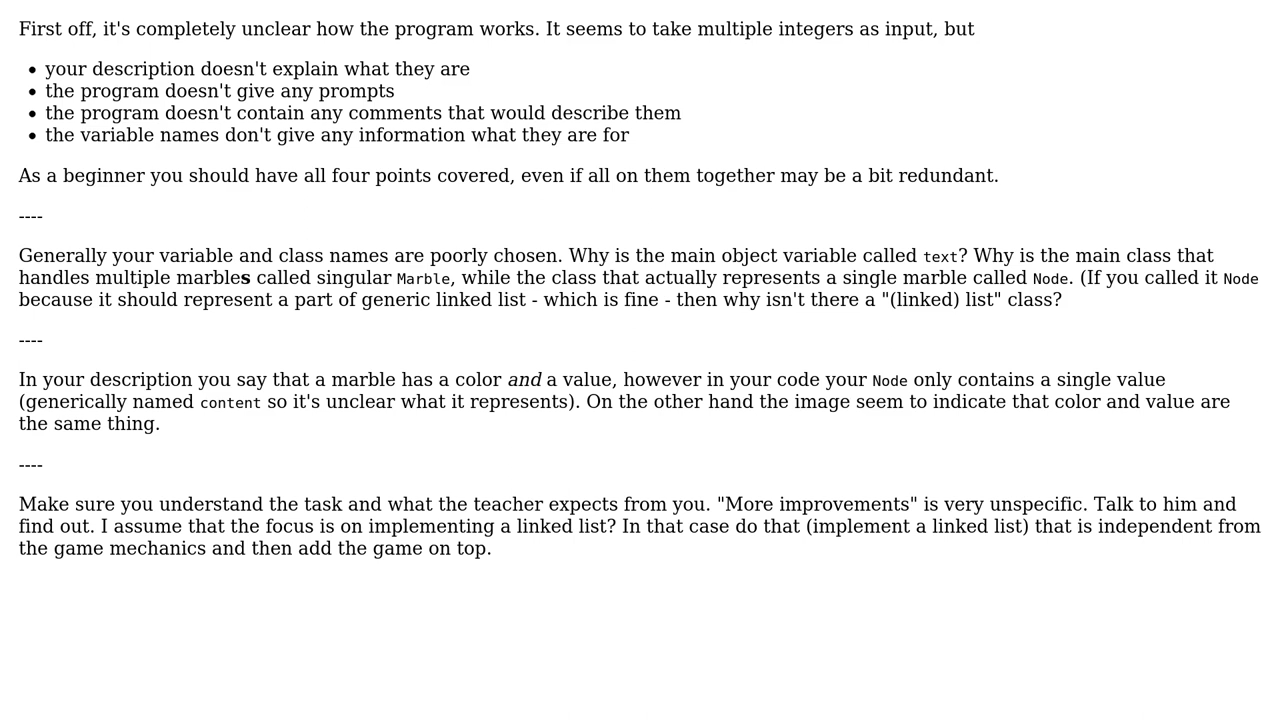 First off, it's completely unclear how the program works. It seems to take multiple integers as input, but
• your description doesn't explain what they are
• the program doesn't give any prompts
• the program doesn't contain any comments that would describe them
• the variable names don't give any information what they are for
As a beginner you should have all four points covered, even if all on them together may be a bit redundant.
----
Generally your variable and class names are poorly chosen. Why is the main object variable called text? Why is the main class that
handles multiple marbles called singular Marble, while the class that actually represents a single marble called Node. (If you called it Node
because it should represent a part of generic linked list - which is fine - then why isn't there a "(linked) list" class?
----
In your description you say that a marble has a color and a value, however in your code your Node only contains a single value
(generically named content so it's unclear what it represents). On the other hand the image seem to indicate that color and value are
the same thing.
----
Make sure you understand the task and what the teacher expects from you. "More improvements" is very unspecific. Talk to him and
find out. I assume that the focus is on implementing a linked list? In that case do that (implement a linked list) that is independent from
the game mechanics and then add the game on top.